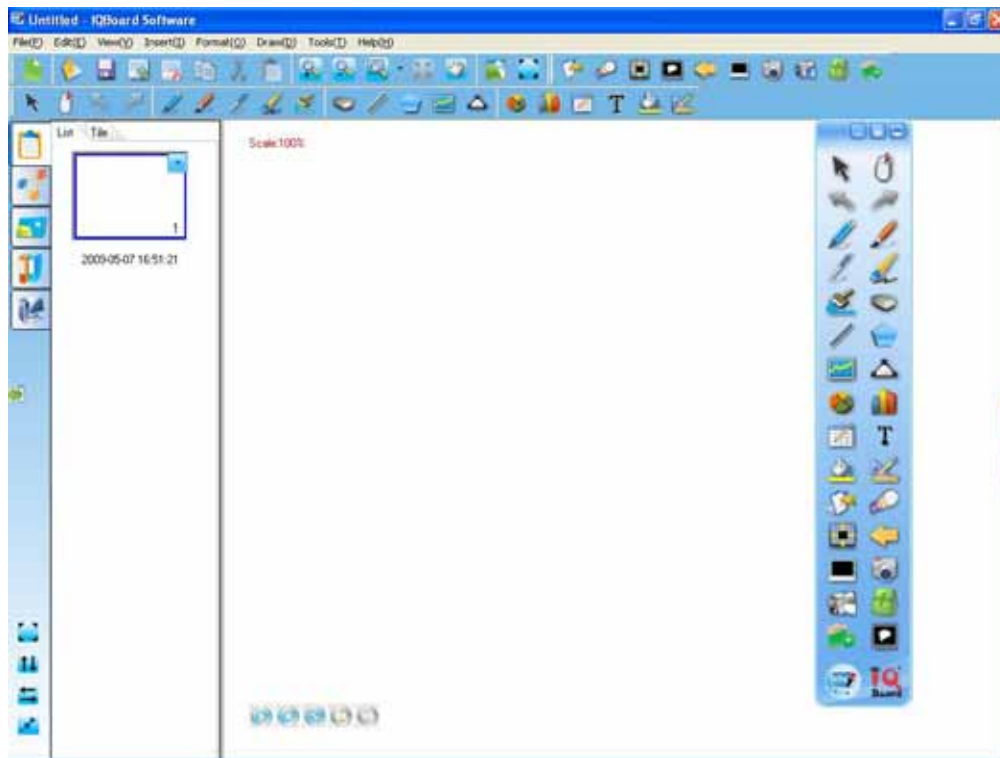 Untitled - IQBoard Software
File(F) Edit(E) View(V) Insert(I) Format(O) Draw(D) Tools(T) Help(H)
T
List Tile
Scale:100%
1
2009-05-07 16:51:21
T
IQ
Board